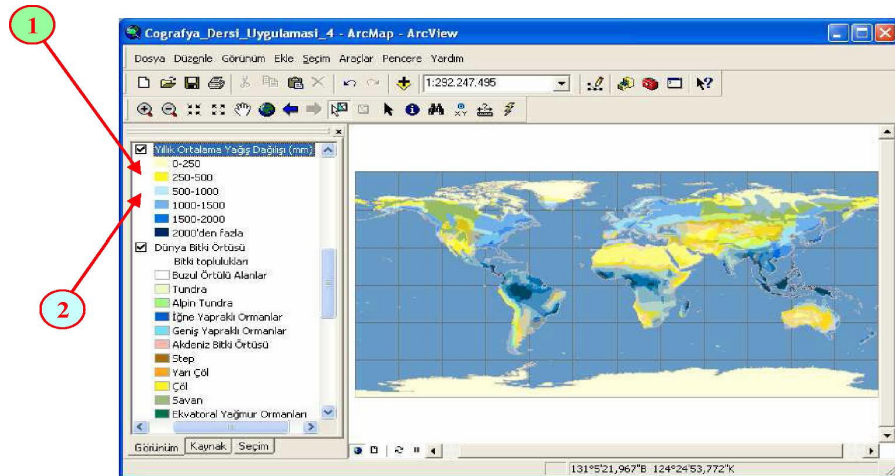 1
Cografya_Dersi_Uygulamasi_4 - ArcMap - ArcView
Dosya Düzenle Görünüm Ekle Seçim Araçlar Pencere Yardım
1:292.247.495
Yıllık Ortalama Yağış Dağılışı (mm)
0-250
250-500
500-1000
1000-1500
1500-2000
2000'den fazla
2
Dünya Bitki Örtüsü
Bitki toplulukları
Buzul Örtülü Alanlar
Tundra
Alpin Tundra
İğne Yapraklı Ormanlar
Geniş Yapraklı Ormanlar
Akdeniz Bitki Örtüsü
Step
Yarı Çöl
Çöl
Savan
Ekvatoral Yağmur Ormanları
Görünüm Kaynak Seçim
131°5'21,967"B 124°24'53,772"K